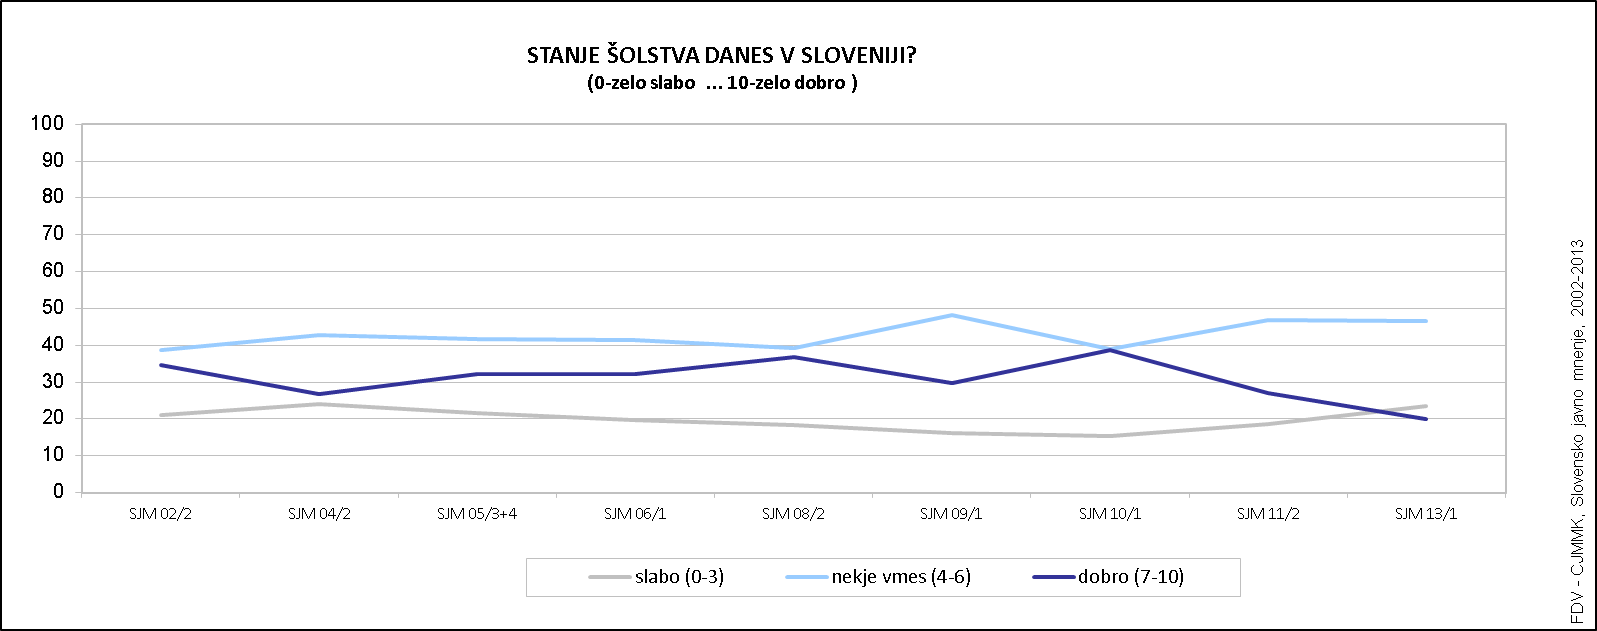 STANJE ŠOLSTVA DANES V SLOVENIJI?
(0-zelo slabo ... 10-zelo dobro )
100
90
80
70
60
50
40
30
20
10
0
SJM 02/2 SJM 04/2 SJM 05/3+4 SJM 06/1 SJM 08/2 SJM 09/1 SJM 10/1 SJM 11/2 SJM 13/1
slabo (0-3) nekje vmes (4-6) dobro (7-10)
FDV - CJMMK, Slovensko javno mnenje, 2002-2013